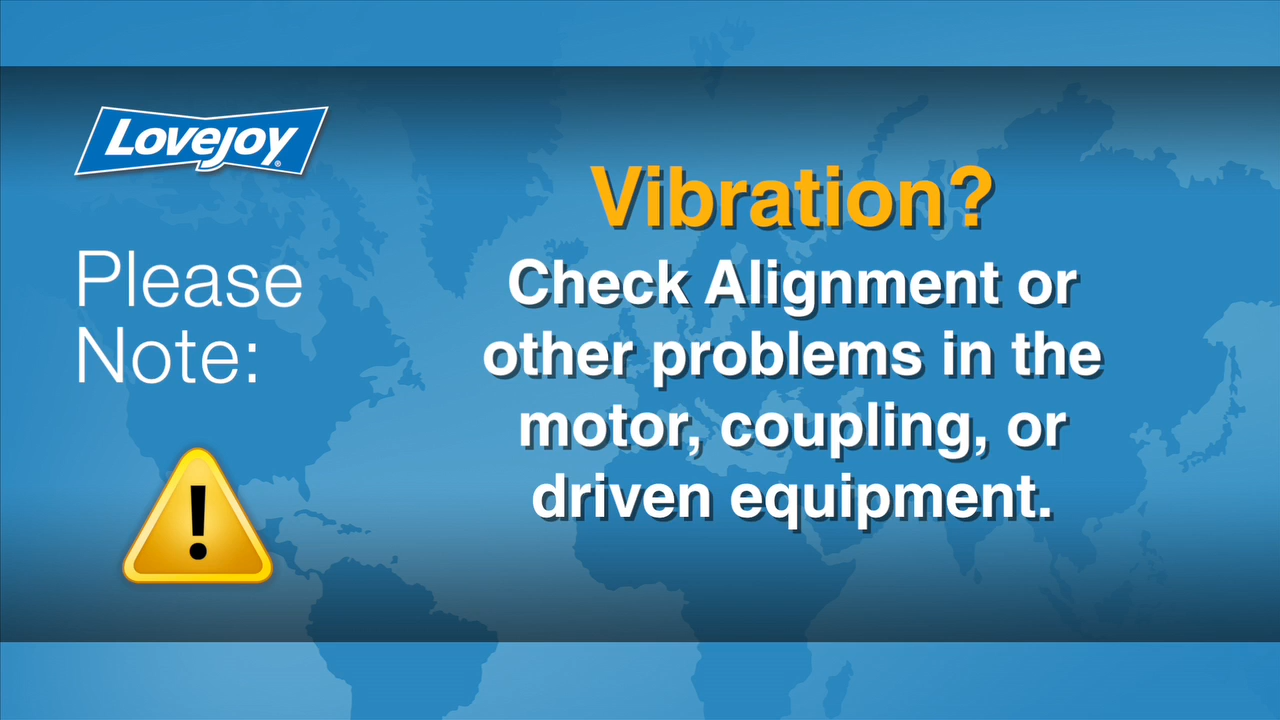 Lovejoy®
Please
Note:
!
Vibration?
Check Alignment or
other problems in the
motor, coupling, or
driven equipment.